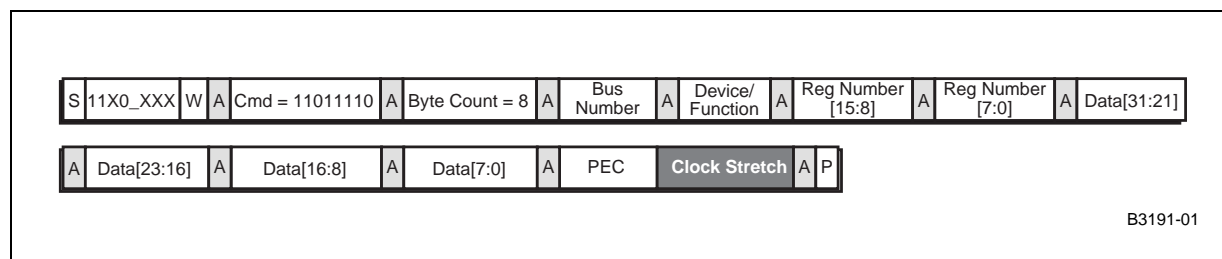 S 11X0_XXX W A Cmd = 11011110 A Byte Count = 8 A Bus Number A Device/ Function A Reg Number [15:8] A Reg Number [7:0] A Data[31:21]
A Data[23:16] A Data[16:8] A Data[7:0] A PEC Clock Stretch A P
B3191-01